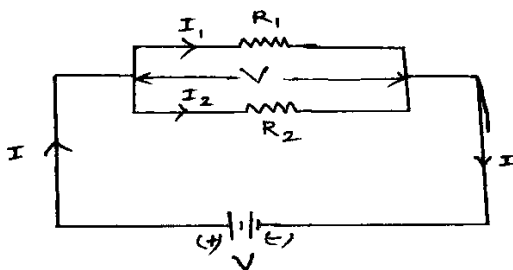 I₁ R₁
V
I₂
R₂
I I
(+) (-)
V